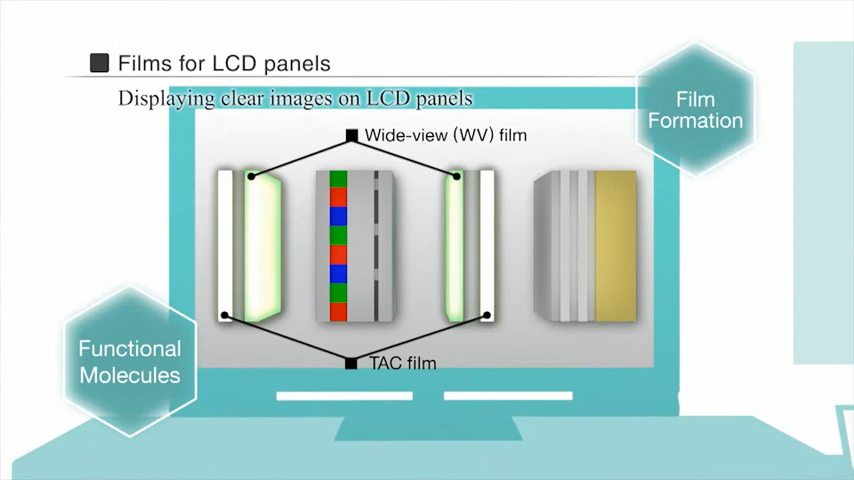 Films for LCD panels
Displaying clear images on LCD panels
Film
Formation
Wide-view (WV) film
Functional
Molecules
TAC film